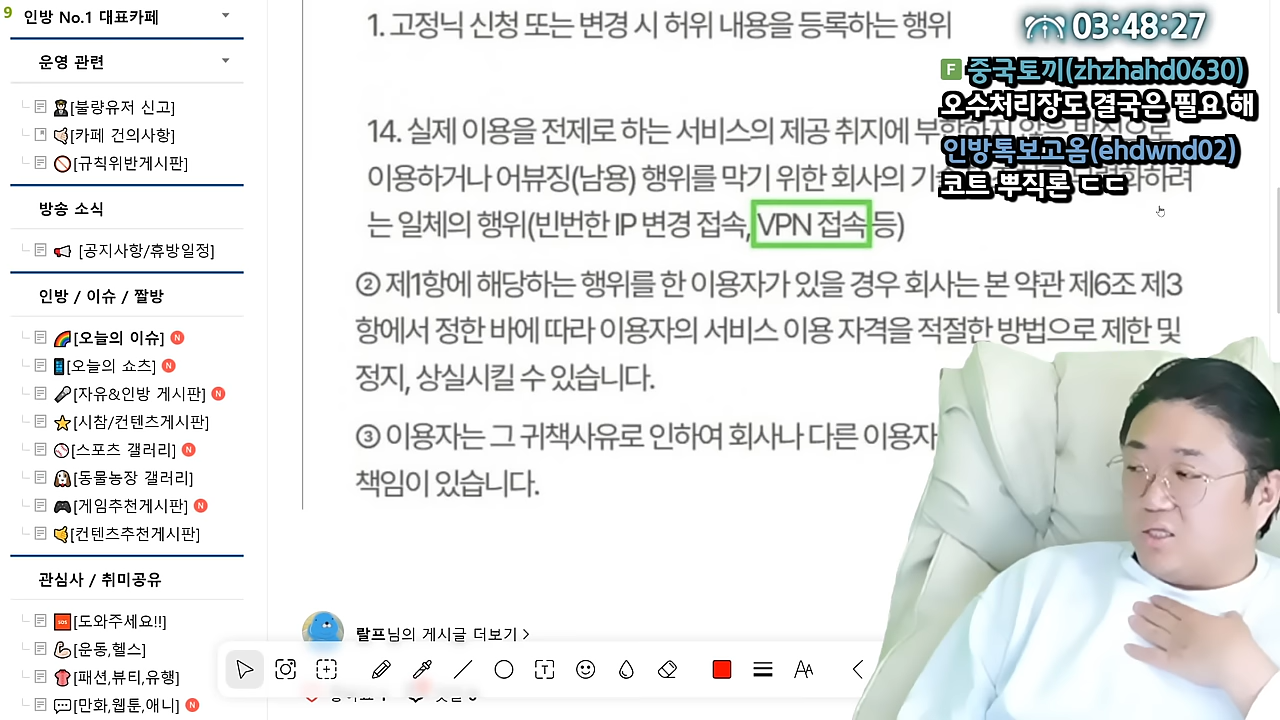 9
인방 No.1 대표카페
운영 관련
[불량유저 신고]
[카페 건의사항]
[규칙위반게시판]
방송 소식
[공지사항/휴방일정]
인방 / 이슈 / 짤방
[오늘의 이슈] N
[오늘의 쇼츠] N
[자유&인방 게시판] N
[시참/컨텐츠게시판]
[스포츠 갤러리] N
[동물농장 갤러리]
[게임추천게시판] N
[컨텐츠추천게시판]
관심사 / 취미공유
SOS [도와주세요!!]
[운동,헬스]
[패션,뷰티,유행]
[만화,웹툰,애니] N
1. 고정닉 신청 또는 변경 시 허위 내용을 등록하는 행위
14. 실제 이용을 전제로 하는 서비스의 제공 취지에
이용하거나 어뷰징(남용) 행위를 막기 위한 회사의
는 일체의 행위(빈번한 IP 변경 접속, VPN 접속 등)
② 제1항에 해당하는 행위를 한 이용자가 있을 경우 회사는 본 약관 제6조 제3
항에서 정한 바에 따라 이용자의 서비스 이용 자격을 적절한 방법으로 제한 및
정지, 상실시킬 수 있습니다.
③ 이용자는 그 귀책사유로 인하여 회사나 다른 이용자
책임이 있습니다.
랄프님의 게시글 더보기 >
T
AA
03:48:27
F 중국토끼(zhzhahd0630)
오수처리장도 결국은 필요 해
인방톡보고옴(ehdwnd02)
코트 뿌직론 ㄷㄷ